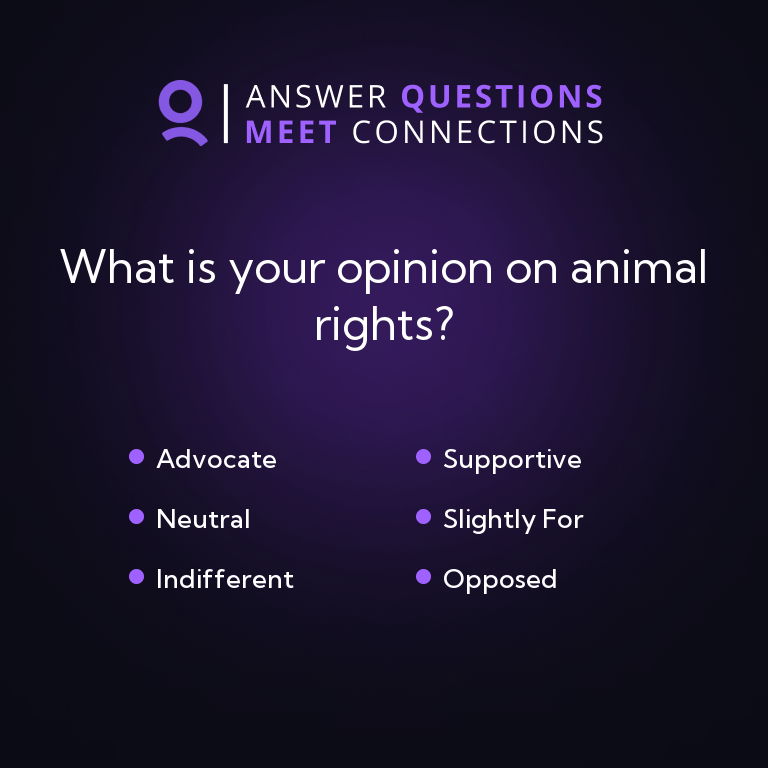 ANSWER QUESTIONS
MEET CONNECTIONS
What is your opinion on animal
rights?
Advocate
Supportive
Neutral
Slightly For
Indifferent
Opposed